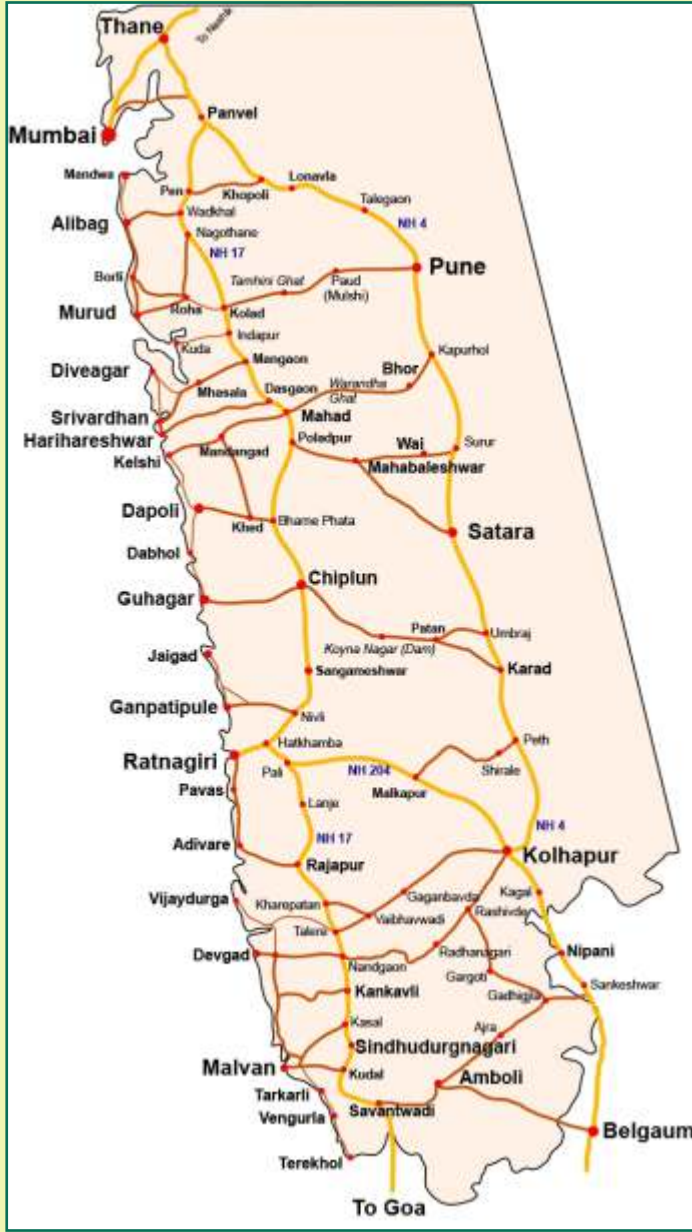 To Nashik
Thane
Panvel
Mumbai
Mandwa
Lonavla
Khopoli
Pen
Talegaon
Wadkhal
Alibag
NH 4
Nagothane
NH 17
Pune
Borli
Tamhini Ghat
Paud
(Mulshi)
Murud
Roha
Kolad
Indapur
Kuda
Kapurhol
Mangaon
Bhor
Diveagar
Mhasala
Dasgaon
Warandha
Ghat
Srivardhan
Mahad
Harihareshwar
Poladpur
Wai
Surur
Kelshi
Mandangad
Mahabaleshwar
Dapoli
Khed
Bharne Phata
Satara
Dabhol
Chiplun
Guhagar
Patan
Umbraj
Koyna Nagar (Dam)
Jaigad
Sangameshwar
Karad
Ganpatipule
Nivli
Hatkhamba
Peth
Ratnagiri
Pali
NH 204
Shirale
Pavas
Malkapur
Lanje
NH 17
NH 4
Adivare
Rajapur
Kolhapur
Vijaydurga
Kharepatan
Gaganbavda
Kagal
Vaibhavwadi
Rashivde
Talere
Devgad
Radhanagari
Nipani
Nandgaon
Gargoti
Kankavli
Gadhiglia
Sankeshwar
Kasal
Ajra
Sindhudurgnagari
Malvan
Kudal
Amboli
Tarkarli
Savantwadi
Vengurla
Belgaum
Terekhol
To Goa